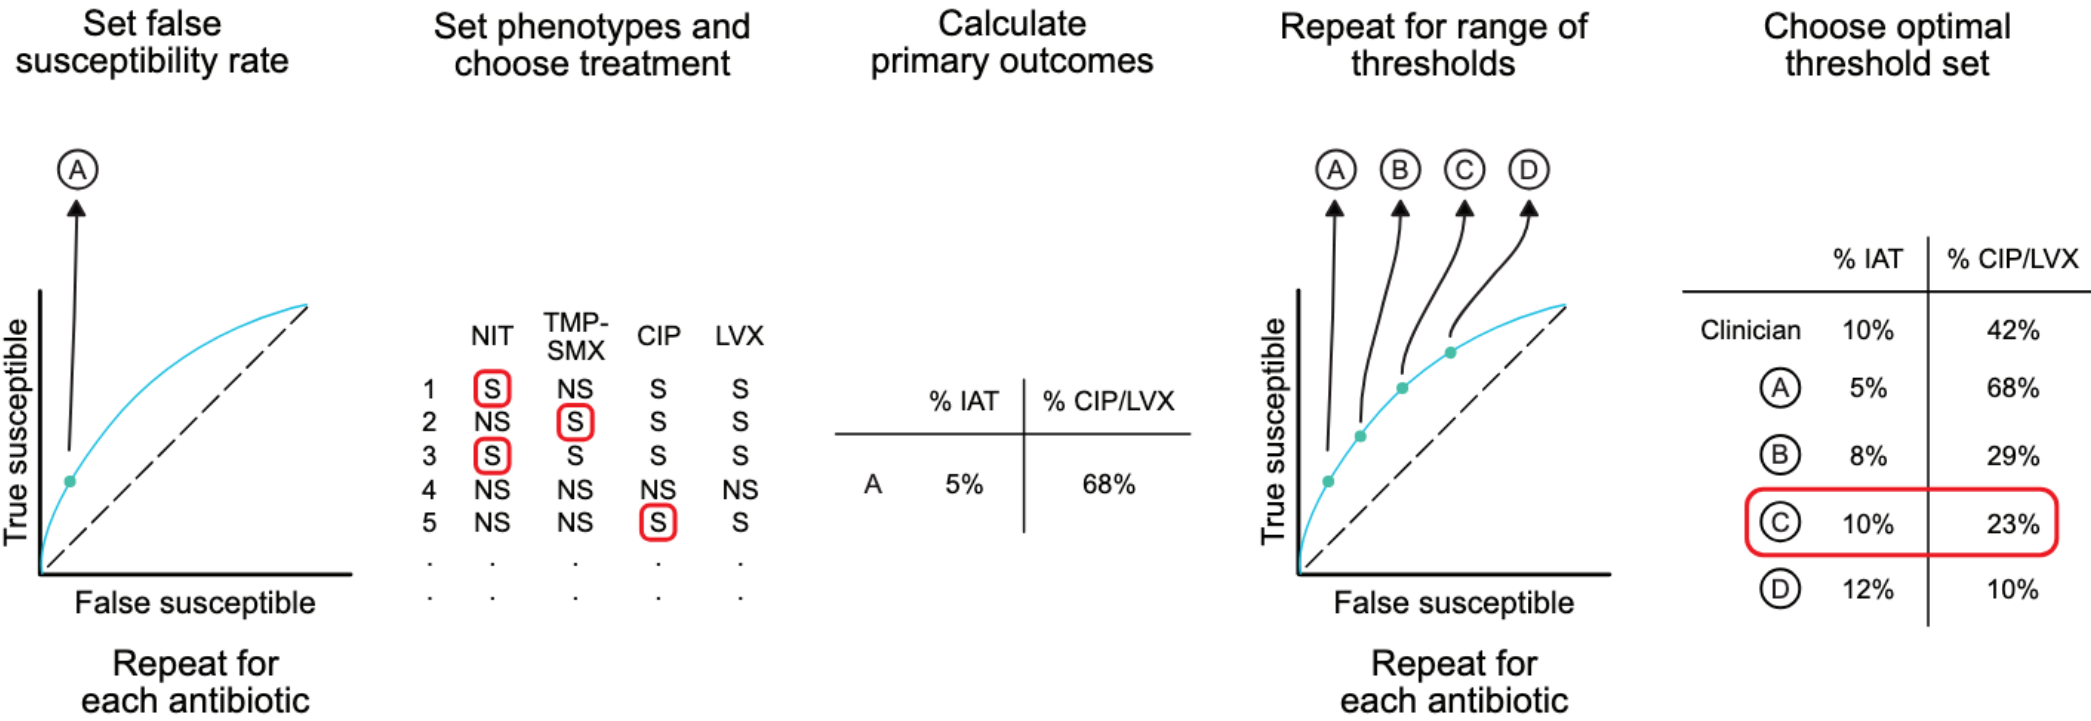 Set false
susceptibility rate
A
True susceptible
False susceptible
Repeat for
each antibiotic
Set phenotypes and
choose treatment
NIT TMP-
SMX CIP LVX
1 S NS S S
2 NS S S S
3 S S S S
4 NS NS NS NS
5 NS NS S S
. . . . .
. . . . .
Calculate
primary outcomes
% IAT % CIP/LVX
A 5% 68%
Repeat for range of
thresholds
A B C D
True susceptible
False susceptible
Repeat for
each antibiotic
Choose optimal
threshold set
% IAT % CIP/LVX
Clinician 10% 42%
A 5% 68%
B 8% 29%
C 10% 23%
D 12% 10%